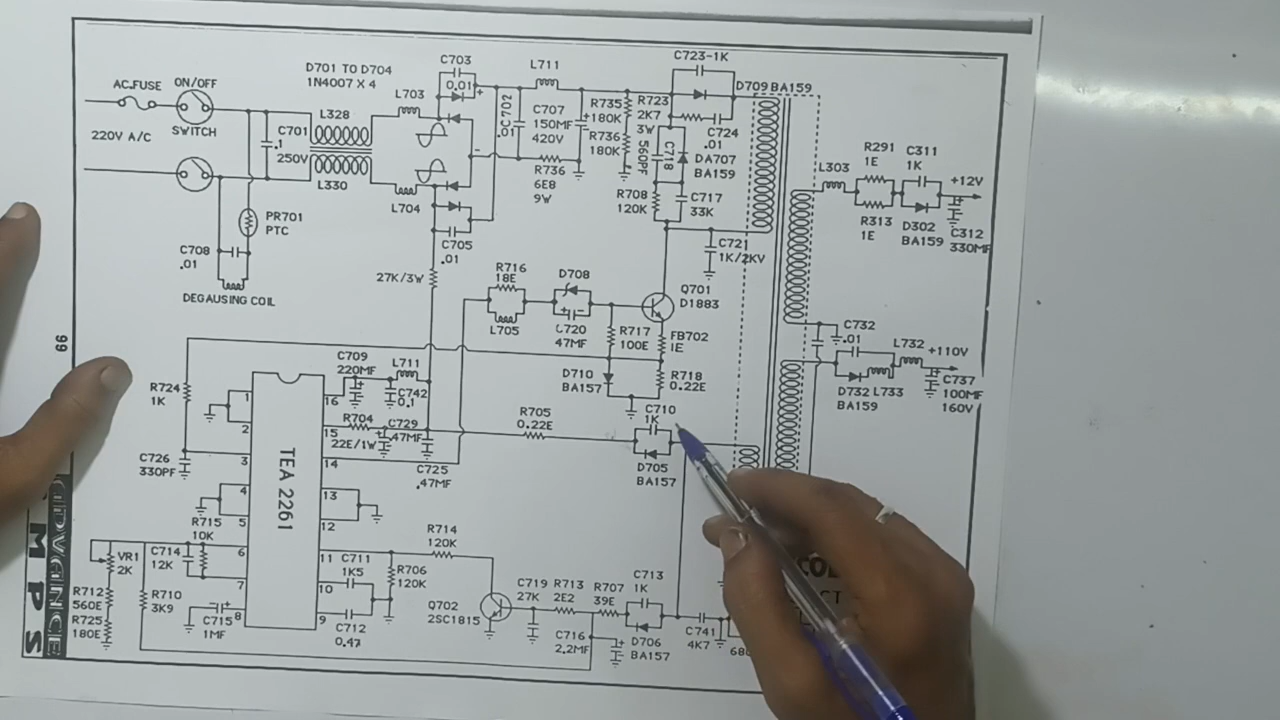 C703
0.01
D701 TO D704
1N4007 X 4
L711
C723-1K
D709 BA159
AC.FUSE
ON/OFF
SWITCH
L328
L703
C702
.01
C707
150MF
420V
R735
180K
R736
180K
R723
2K7
3W
C724
.01
560PF
C718
DA707
BA159
220V A/C
C701
.1
250V
L330
L704
R736
6E8
9W
R708
120K
C717
33K
L303
R291
1E
C311
1K
+12V
R313
1E
D302
BA159
C312
330MF
PR701
PTC
C708
.01
DEGAUSING COIL
C705
.01
C721
1K/2KV
27K/3W
R716
18E
L705
D708
C720
47MF
Q701
D1883
R717
100E
FB702
1E
C732
.01
L732
+110V
D732
BA159
L733
C737
100MF
160V
66
R724
1K
C709
220MF
L711
C742
0.1
D710
BA157
R718
0.22E
1
2
3
4
5
6
7
8
16
15
14
13
12
11
10
9
TEA 2261
R704
22E/1W
C729
.47MF
C725
.47MF
R705
0.22E
C710
1K
D705
BA157
C726
330PF
R715
10K
C714
12K
VR1
2K
R712
560E
R725
180E
R710
3K9
C715
1MF
C711
1K5
R706
120K
C712
0.47
R714
120K
Q702
2SC1815
C719
27K
R713
2E2
R707
39E
C713
1K
C716
2.2MF
D706
BA157
C741
4K7
ADVANCE
M P S